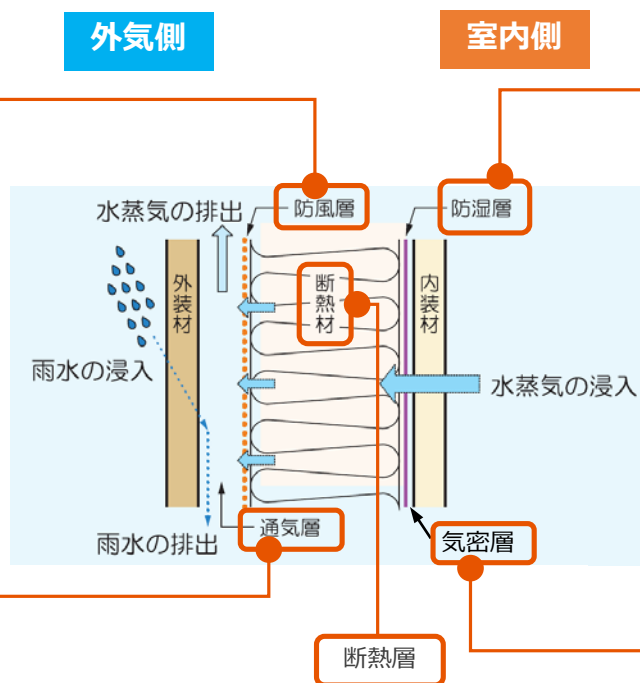 外気側
室内側
水蒸気の排出
防風層
防湿層
外装材
断熱材
内装材
雨水の浸入
水蒸気の浸入
通気層
雨水の排出
気密層
断熱層